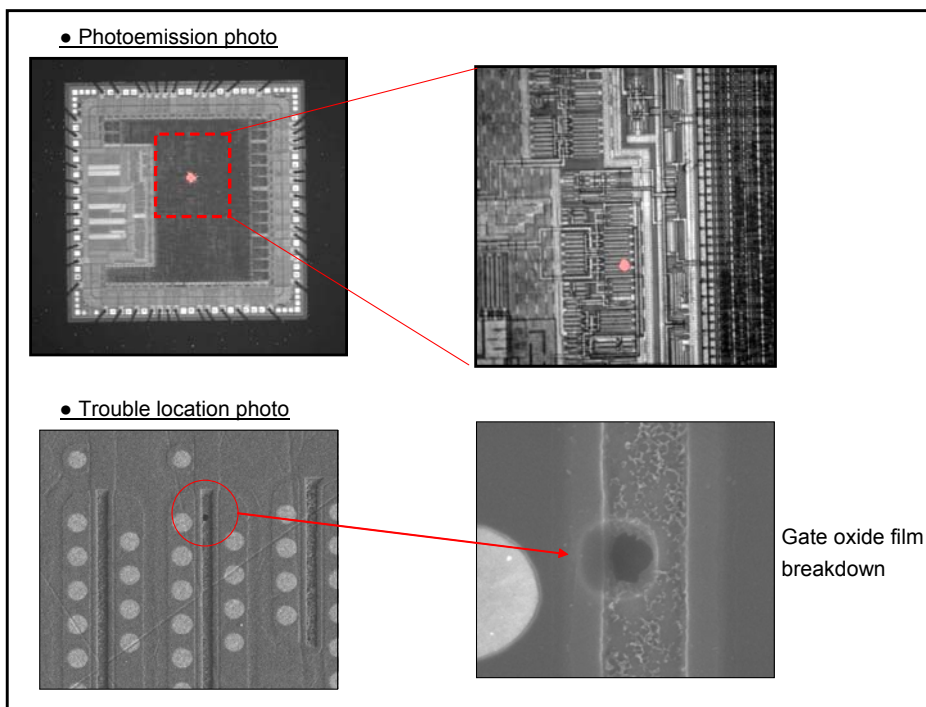 ● Photoemission photo
● Trouble location photo
Gate oxide film
breakdown